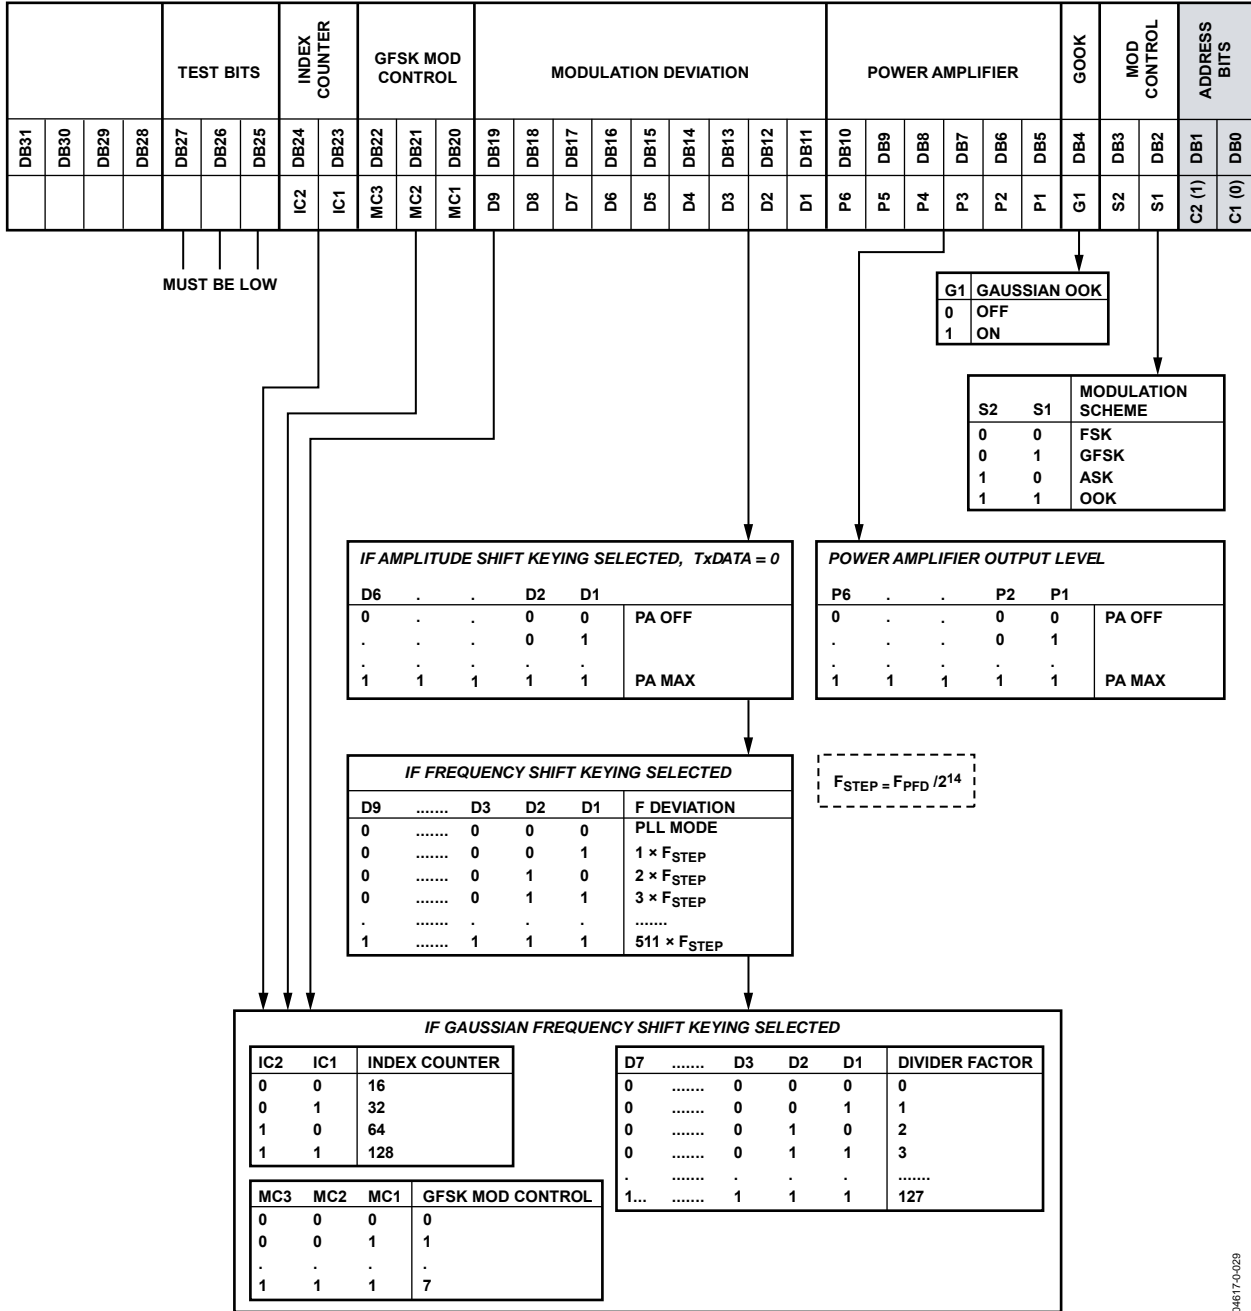 TEST BITS
INDEX COUNTER
GFSK MOD CONTROL
MODULATION DEVIATION
POWER AMPLIFIER
GOOK
MOD CONTROL
ADDRESS BITS
DB31 DB30 DB29 DB28 DB27 DB26 DB25 DB24 DB23 DB22 DB21 DB20 DB19 DB18 DB17 DB16 DB15 DB14 DB13 DB12 DB11 DB10 DB9 DB8 DB7 DB6 DB5 DB4 DB3 DB2 DB1 DB0
IC2 IC1 MC3 MC2 MC1 D9 D8 D7 D6 D5 D4 D3 D2 D1 P6 P5 P4 P3 P2 P1 G1 S2 S1 C2 (1) C1 (0)
MUST BE LOW
G1 GAUSSIAN OOK
0 OFF
1 ON
S2 S1 MODULATION SCHEME
0 0 FSK
0 1 GFSK
1 0 ASK
1 1 OOK
IF AMPLITUDE SHIFT KEYING SELECTED, TxDATA = 0
D6 . . D2 D1
0 . . 0 0 PA OFF
. . . 0 1
. . . . .
1 1 1 1 1 PA MAX
POWER AMPLIFIER OUTPUT LEVEL
P6 . . P2 P1
0 . . 0 0 PA OFF
. . . 0 1
. . . . .
1 1 1 1 1 PA MAX
IF FREQUENCY SHIFT KEYING SELECTED
D9 ....... D3 D2 D1 F DEVIATION
0 ....... 0 0 0 PLL MODE
0 ....... 0 0 1 1 × FSTEP
0 ....... 0 1 0 2 × FSTEP
0 ....... 0 1 1 3 × FSTEP
. ....... . . . .......
1 ....... 1 1 1 511 × FSTEP
FSTEP = FPFD /2^14
IF GAUSSIAN FREQUENCY SHIFT KEYING SELECTED
IC2 IC1 INDEX COUNTER
0 0 16
0 1 32
1 0 64
1 1 128
D7 ....... D3 D2 D1 DIVIDER FACTOR
0 ....... 0 0 0 0
0 ....... 0 0 1 1
0 ....... 0 1 0 2
0 ....... 0 1 1 3
. ....... . . . .......
1... ....... 1 1 1 127
MC3 MC2 MC1 GFSK MOD CONTROL
0 0 0 0
0 0 1 1
. . . .
1 1 1 7
04617-0-029